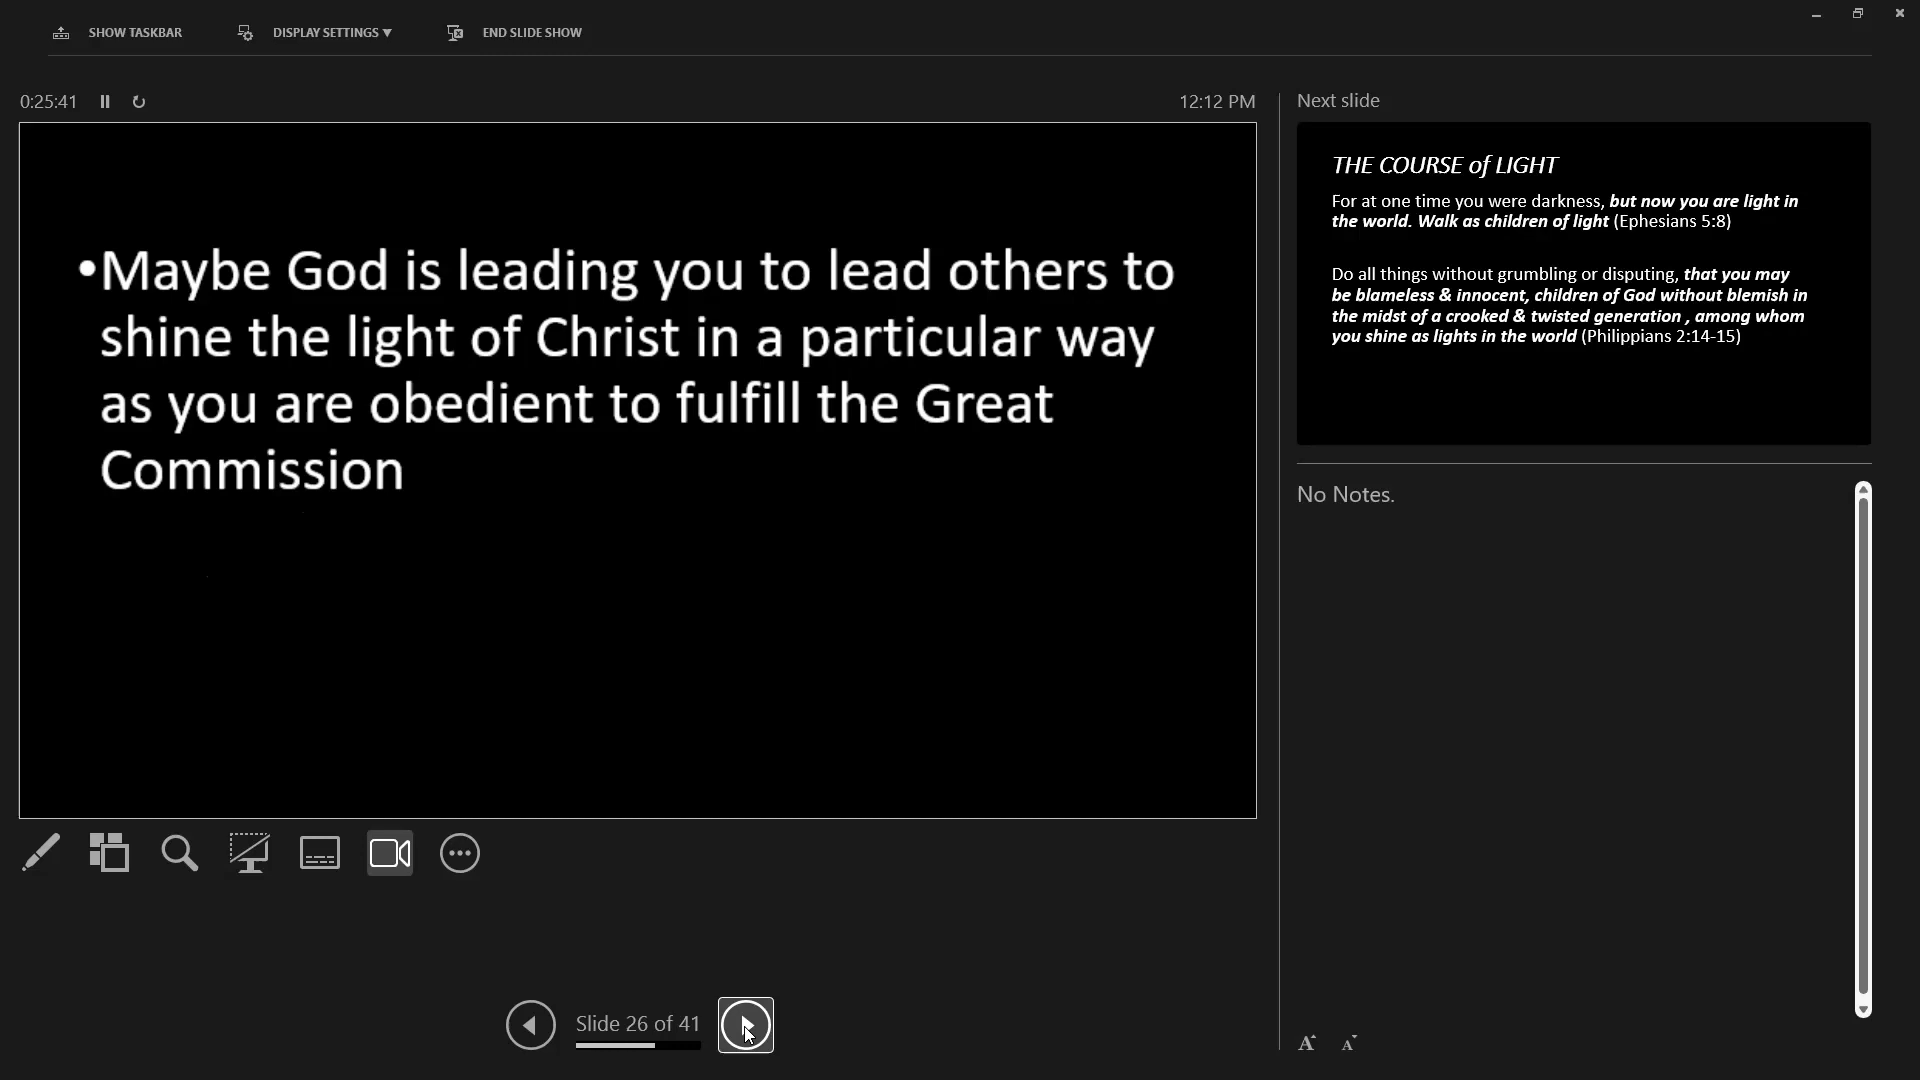 SHOW TASKBAR
DISPLAY SETTINGS ▼
END SLIDE SHOW
0:25:41
12:12 PM
•Maybe God is leading you to lead others to
shine the light of Christ in a particular way
as you are obedient to fulfill the Great
Commission
Slide 26 of 41
Next slide
THE COURSE of LIGHT
For at one time you were darkness, but now you are light in
the world. Walk as children of light (Ephesians 5:8)
Do all things without grumbling or disputing, that you may
be blameless & innocent, children of God without blemish in
the midst of a crooked & twisted generation , among whom
you shine as lights in the world (Philippians 2:14-15)
No Notes.
A A